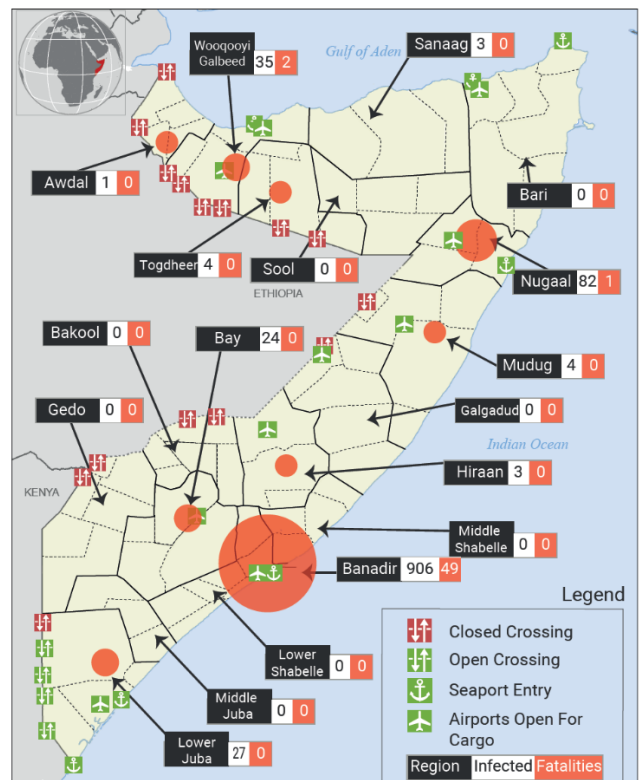 Wooqooyi
Galbeed 35 2
Gulf of Aden
Sanaag 3 0
Awdal 1 0
Bari 0 0
Togdheer 4 0
Sool 0 0
ETHIOPIA
Nugaal 82 1
Bakool 0 0
Bay 24 0
Mudug 4 0
Gedo 0 0
Galgadud 0 0
Indian Ocean
Hiraan 3 0
KENYA
Middle
Shabelle 0 0
Banadir 906 49
Lower
Shabelle 0 0
Middle
Juba 0 0
Lower
Juba 27 0
Legend
Closed Crossing
Open Crossing
Seaport Entry
Airports Open For
Cargo
Region Infected Fatalities